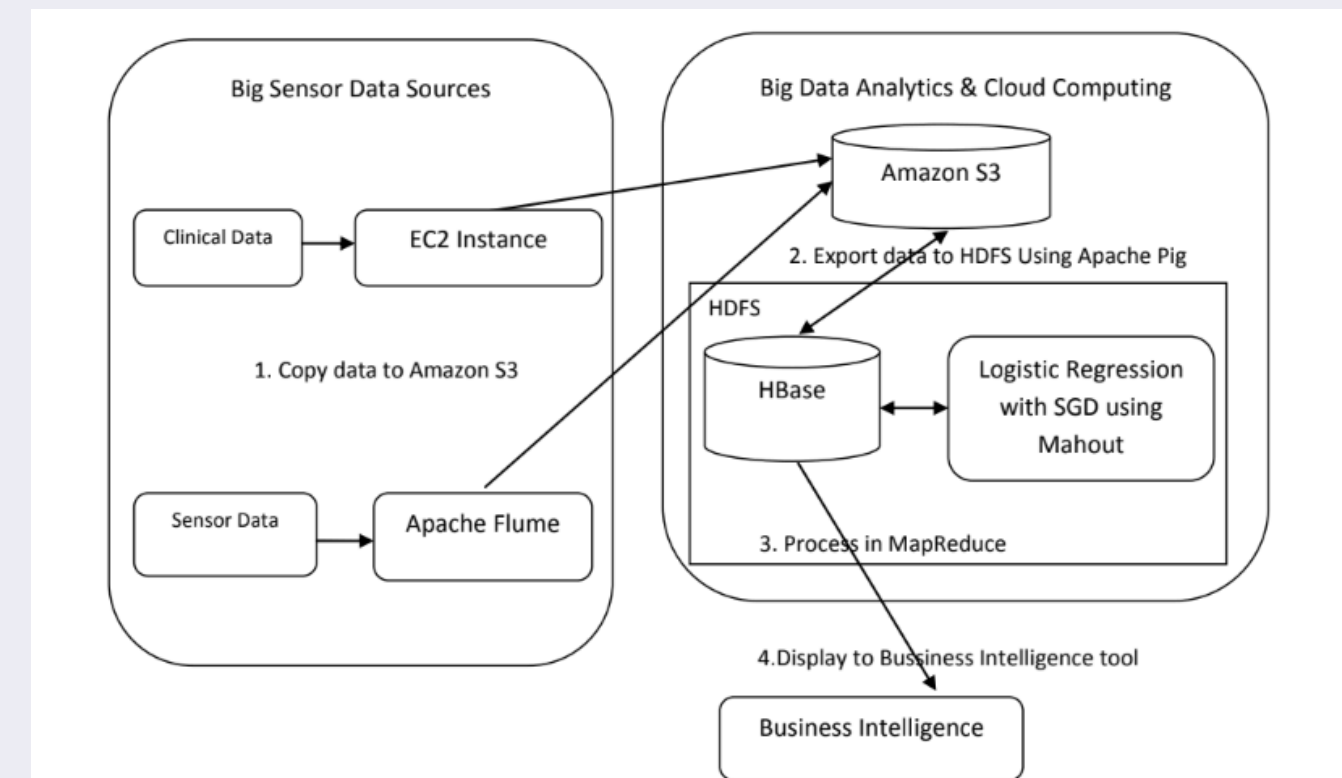 Big Sensor Data Sources
Clinical Data
EC2 Instance
1. Copy data to Amazon S3
Sensor Data
Apache Flume
Big Data Analytics & Cloud Computing
Amazon S3
2. Export data to HDFS Using Apache Pig
HDFS
HBase
Logistic Regression
with SGD using
Mahout
3. Process in MapReduce
4.Display to Bussiness Intelligence tool
Business Intelligence